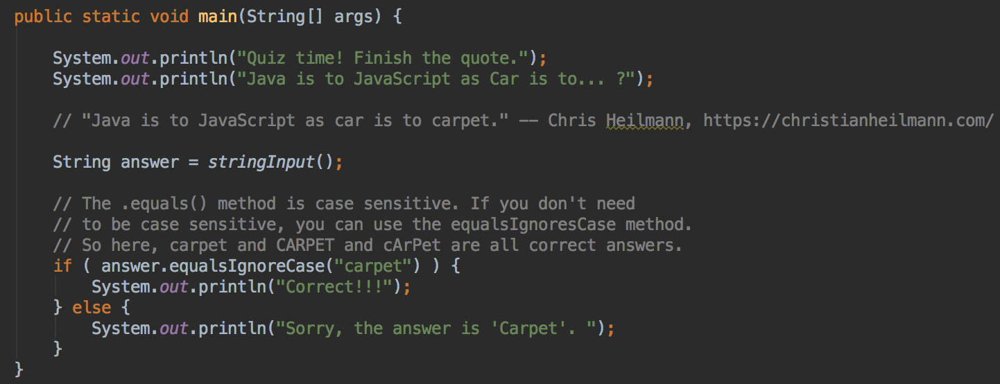 public static void main(String[] args) {
System.out.println("Quiz time! Finish the quote.");
System.out.println("Java is to JavaScript as Car is to... ?");
// "Java is to JavaScript as car is to carpet." -- Chris Heilmann, https://christianheilmann.com/
String answer = stringInput();
// The .equals() method is case sensitive. If you don't need
// to be case sensitive, you can use the equalsIgnoresCase method.
// So here, carpet and CARPET and cArPet are all correct answers.
if ( answer.equalsIgnoreCase("carpet") ) {
System.out.println("Correct!!!");
} else {
System.out.println("Sorry, the answer is 'Carpet'. ");
}
}